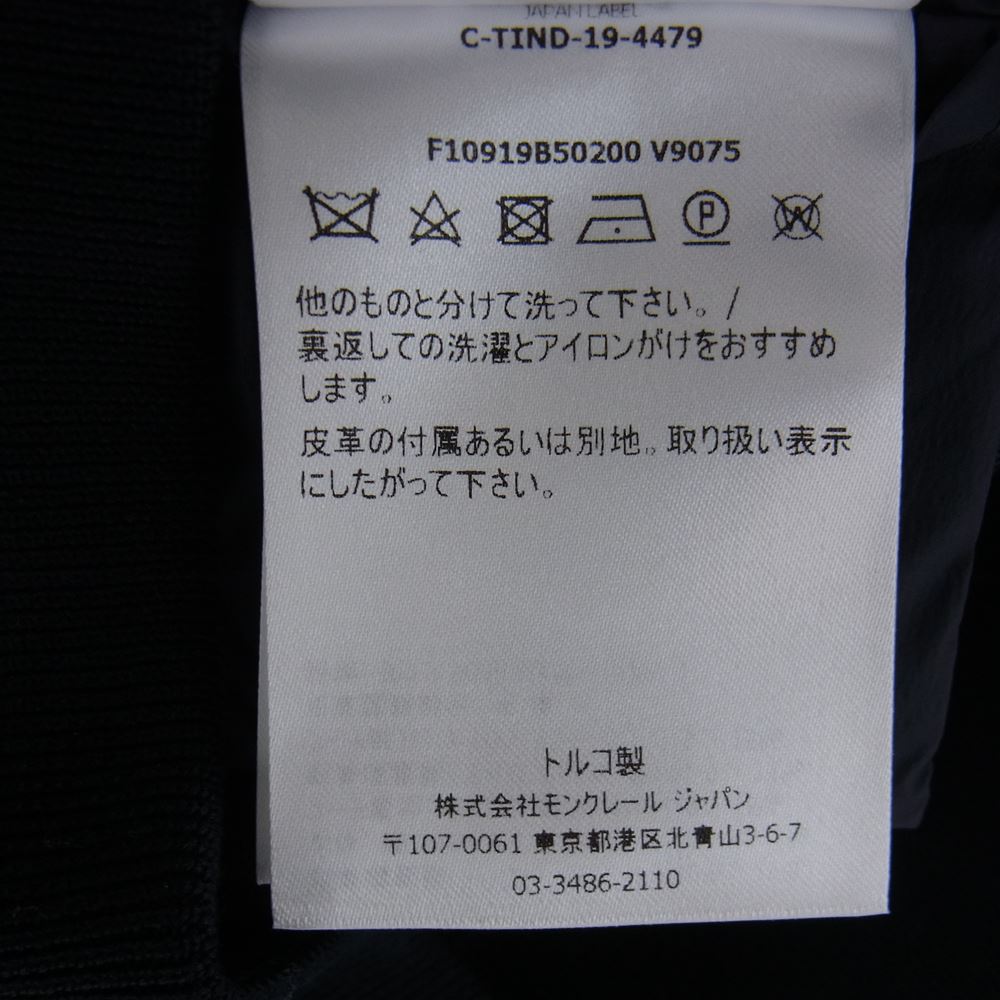 JAPAN LABEL
C-TIND-19-4479
F10919B50200 V9075
P
W
他のものと分けて洗って下さい。/
裏返しての洗濯とアイロンがけをおすすめ
します。
皮革の付属あるいは別地。取り扱い表示
にしたがって下さい。
トルコ製
株式会社モンクレール ジャパン
〒107-0061 東京都港区北青山3-6-7
03-3486-2110